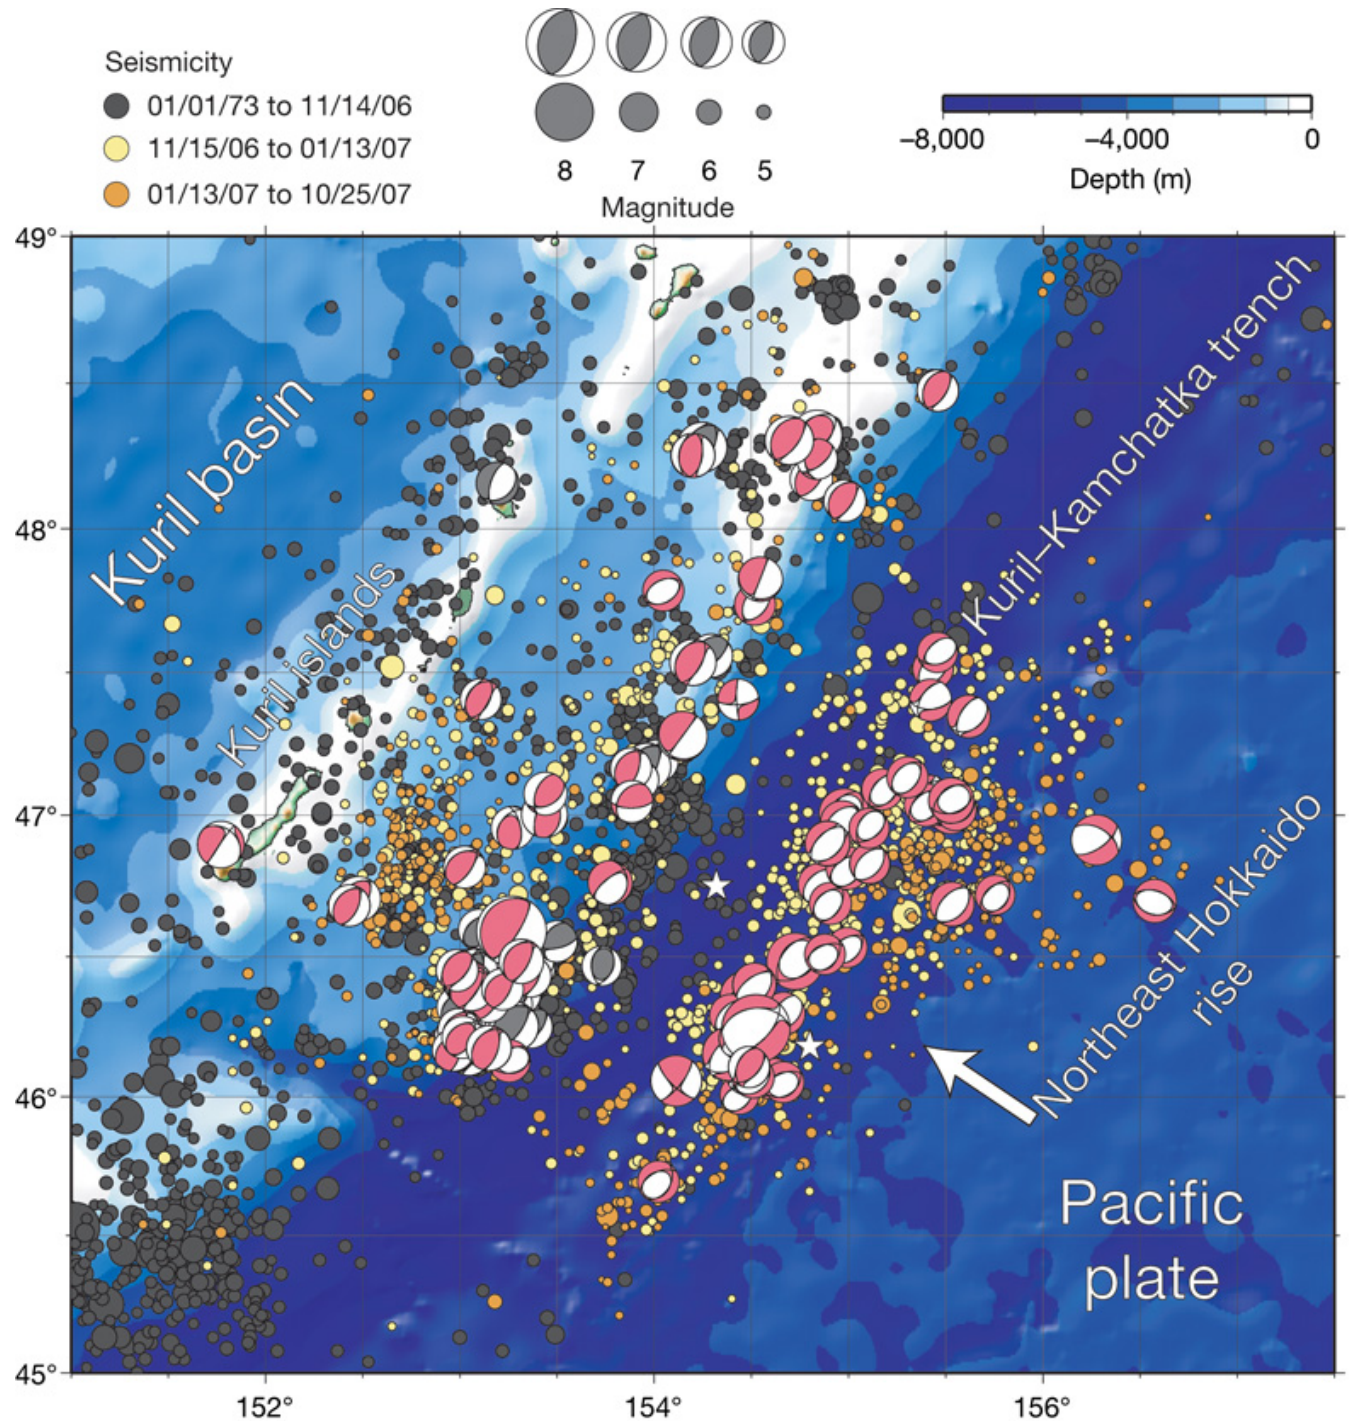 Seismicity
01/01/73 to 11/14/06
11/15/06 to 01/13/07
01/13/07 to 10/25/07
8 7 6 5
Magnitude
–8,000 –4,000 0
Depth (m)
49°
48°
47°
46°
45°
152° 154° 156°
Kuril basin
Kuril islands
Kuril–Kamchatka trench
Northeast Hokkaido
rise
Pacific
plate